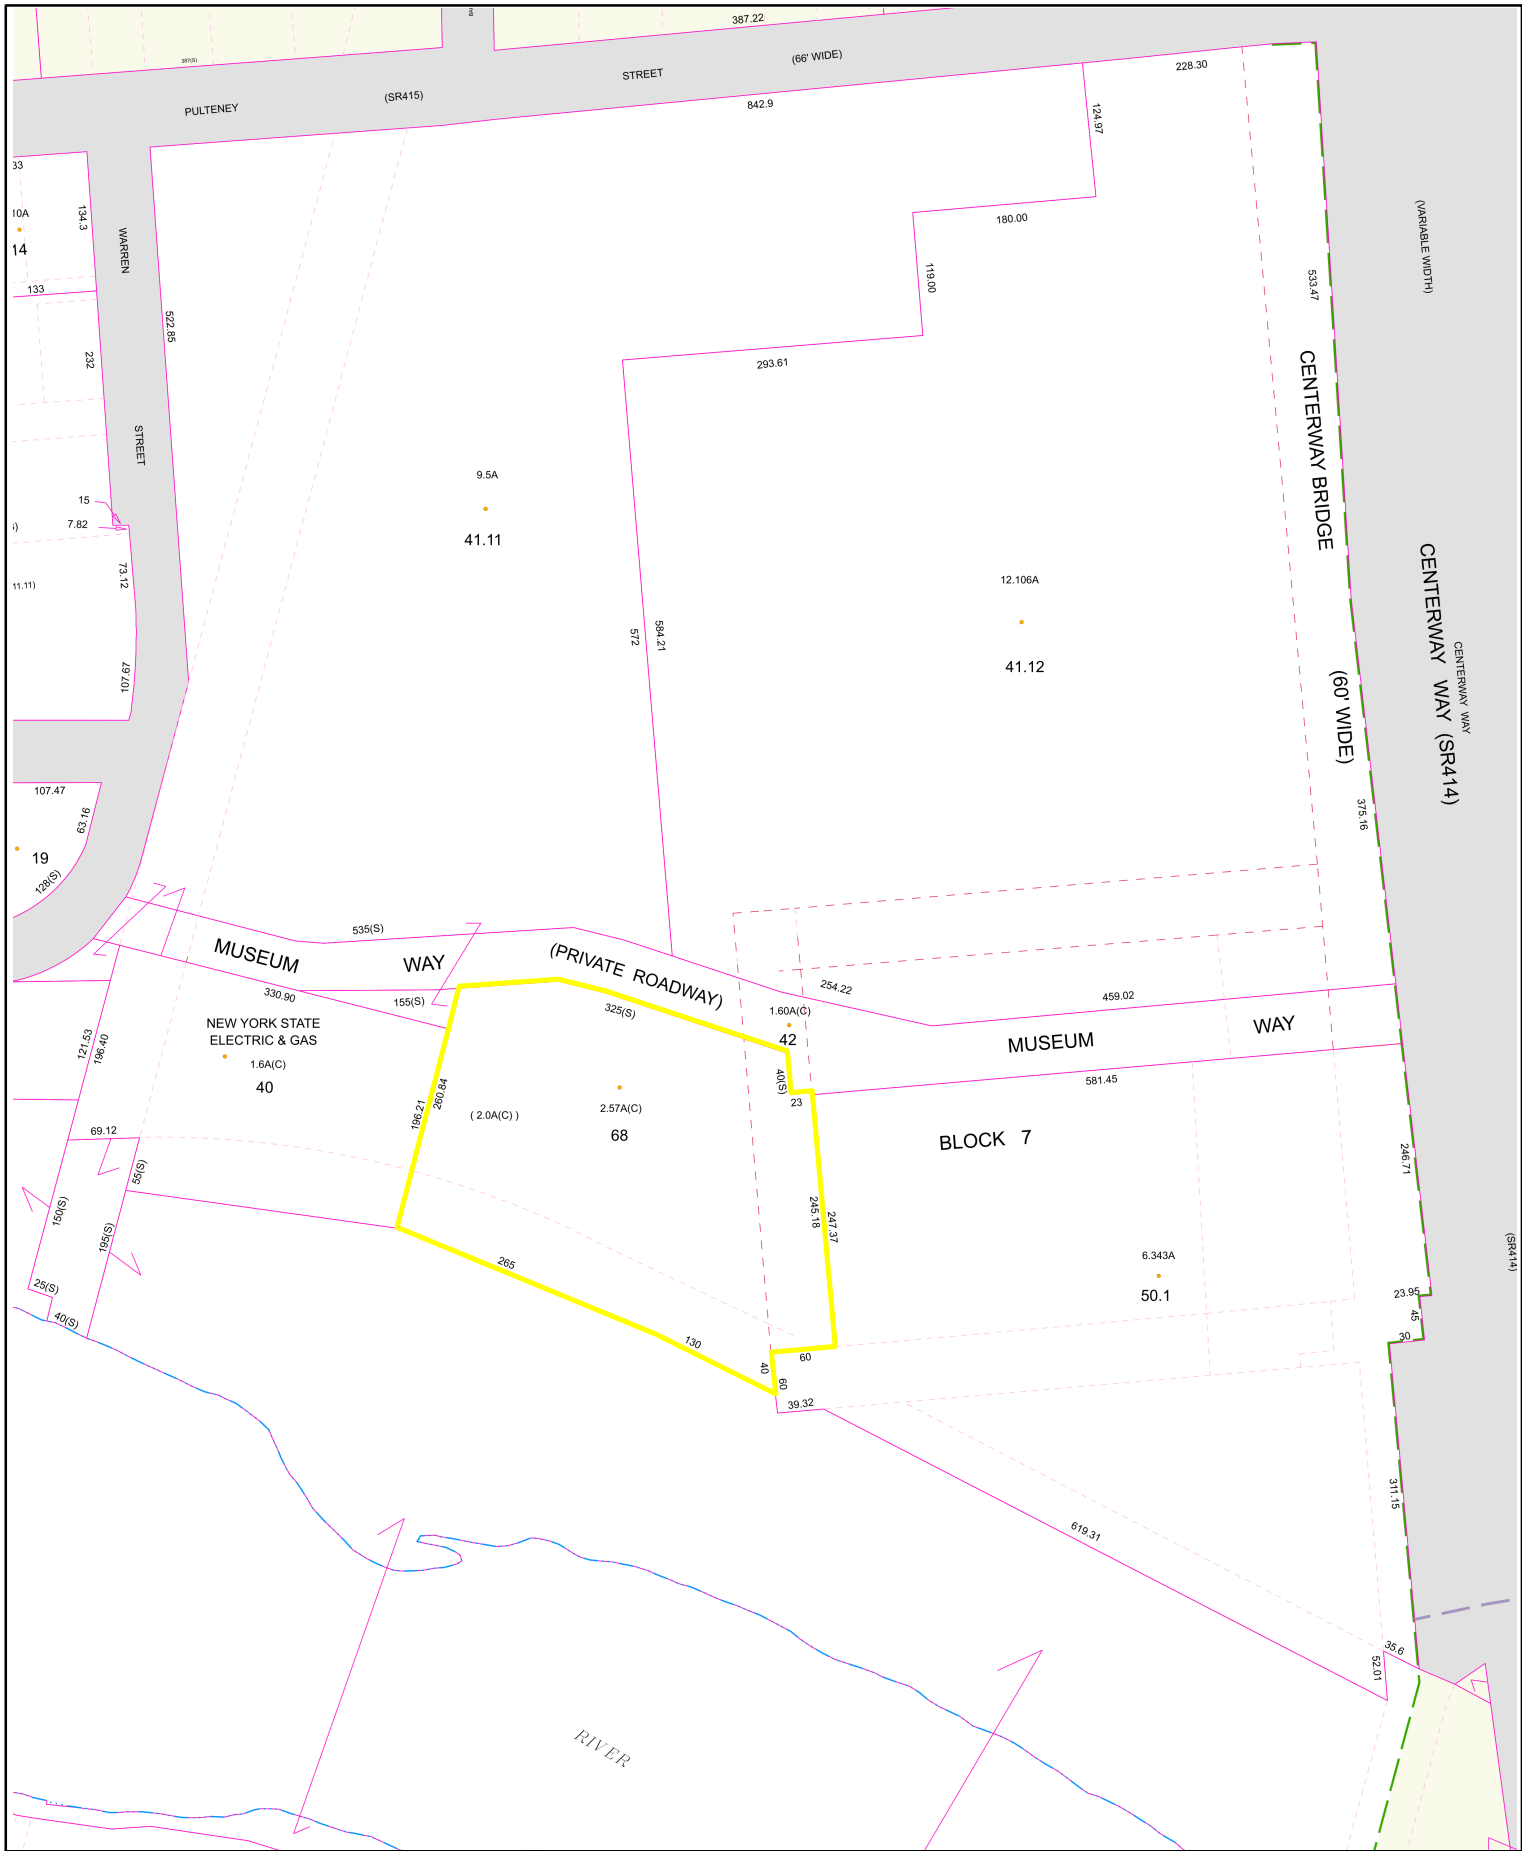 387.22
387(S)
(66' WIDE)
STREET
(SR415)
PULTENEY
842.9
228.30
124.97
33
10A
14
134.3
WARREN
133
232
522.85
STREET
180.00
119.00
293.61
(VARIABLE WIDTH)
533.47
CENTERWAY BRIDGE
(60' WIDE)
9.5A
41.11
15
7.82
73.12
11.11)
107.67
572
584.21
12.106A
41.12
CENTERWAY WAY (SR414)
CENTERWAY WAY
375.16
107.47
63.16
19
128(S)
535(S)
MUSEUM WAY (PRIVATE ROADWAY)
330.90
155(S)
325(S)
254.22
459.02
1.60A(C)
42
MUSEUM WAY
581.45
NEW YORK STATE
ELECTRIC & GAS
1.6A(C)
40
121.53
196.40
196.21
260.84
( 2.0A(C) )
2.57A(C)
68
40(S)
23
BLOCK 7
246.71
69.12
55(S)
150(S)
195(S)
245.18
247.37
265
130
6.343A
50.1
(SR414)
23.95
45
30
25(S)
40(S)
60
40
60
39.32
311.15
619.31
35.6
52.01
RIVER